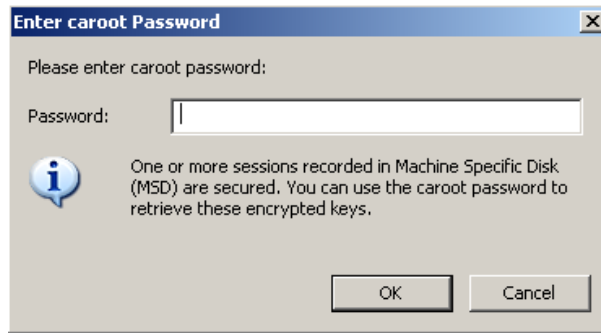 Enter caroot Password
Please enter caroot password:
Password:
One or more sessions recorded in Machine Specific Disk
(MSD) are secured. You can use the caroot password to
retrieve these encrypted keys.
OK
Cancel